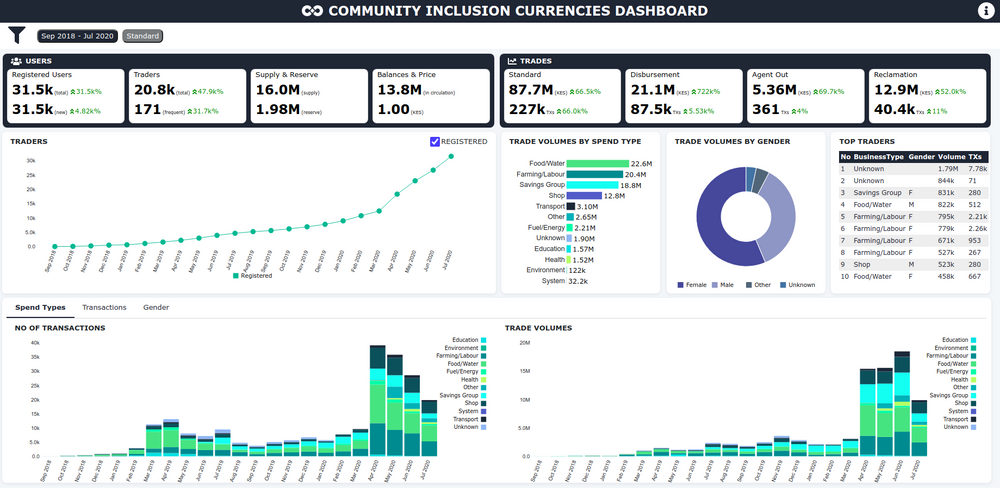 COMMUNITY INCLUSION CURRENCIES DASHBOARD
Sep 2018 - Jul 2020 Standard
USERS
Registered Users
31.5k (total) 31.5k%
31.5k (new) 4.82k%
Traders
20.8k (total) 47.9k%
171 (frequent) 31.7k%
Supply & Reserve
16.0M (supply)
1.98M (reserve)
Balances & Price
13.8M (in circulation)
1.00 (KES)
TRADES
Standard
87.7M (KES) 66.5k%
227k TXs 66.0k%
Disbursement
21.1M (KES) 722k%
87.5k TXs 5.53k%
Agent Out
5.36M (KES) 69.7k%
361 TXs 4%
Reclamation
12.9M (KES) 52.0k%
40.4k TXs 11%
TRADERS
REGISTERED
30k
25k
20k
15k
10.0k
5.0k
0.0
Sep 2018 Oct 2018 Nov 2018 Dec 2018 Jan 2019 Feb 2019 Mar 2019 Apr 2019 May 2019 Jun 2019 Jul 2019 Aug 2019 Sep 2019 Oct 2019 Nov 2019 Dec 2019 Jan 2020 Feb 2020 Mar 2020 Apr 2020 May 2020 Jun 2020 Jul 2020
Registered
TRADE VOLUMES BY SPEND TYPE
Food/Water 22.6M
Farming/Labour 20.4M
Savings Group 18.8M
Shop 12.8M
Transport 3.10M
Other 2.65M
Fuel/Energy 2.21M
Unknown 1.90M
Education 1.57M
Health 1.52M
Environment 122k
System 32.2k
TRADE VOLUMES BY GENDER
Female Male Other Unknown
TOP TRADERS
No BusinessType Gender Volume TXs
1 Unknown 1.79M 7.78k
2 Unknown 844k 71
3 Savings Group F 831k 280
4 Food/Water M 822k 512
5 Farming/Labour F 795k 2.21k
6 Farming/Labour F 779k 2.26k
7 Farming/Labour F 671k 953
8 Farming/Labour F 527k 267
9 Shop M 523k 280
10 Food/Water F 458k 667
Spend Types Transactions Gender
NO OF TRANSACTIONS
40k
35k
30k
25k
20k
15k
10k
5.0k
0.0
Sep 2018 Oct 2018 Nov 2018 Dec 2018 Jan 2019 Feb 2019 Mar 2019 Apr 2019 May 2019 Jun 2019 Jul 2019 Aug 2019 Sep 2019 Oct 2019 Nov 2019 Dec 2019 Jan 2020 Feb 2020 Mar 2020 Apr 2020 May 2020 Jun 2020 Jul 2020
Education
Environment
Farming/Labour
Food/Water
Fuel/Energy
Health
Other
Savings Group
Shop
System
Transport
Unknown
TRADE VOLUMES
20M
15M
10M
5.0M
0.0
Sep 2018 Oct 2018 Nov 2018 Dec 2018 Jan 2019 Feb 2019 Mar 2019 Apr 2019 May 2019 Jun 2019 Jul 2019 Aug 2019 Sep 2019 Oct 2019 Nov 2019 Dec 2019 Jan 2020 Feb 2020 Mar 2020 Apr 2020 May 2020 Jun 2020 Jul 2020
Education
Environment
Farming/Labour
Food/Water
Fuel/Energy
Health
Other
Savings Group
Shop
System
Transport
Unknown